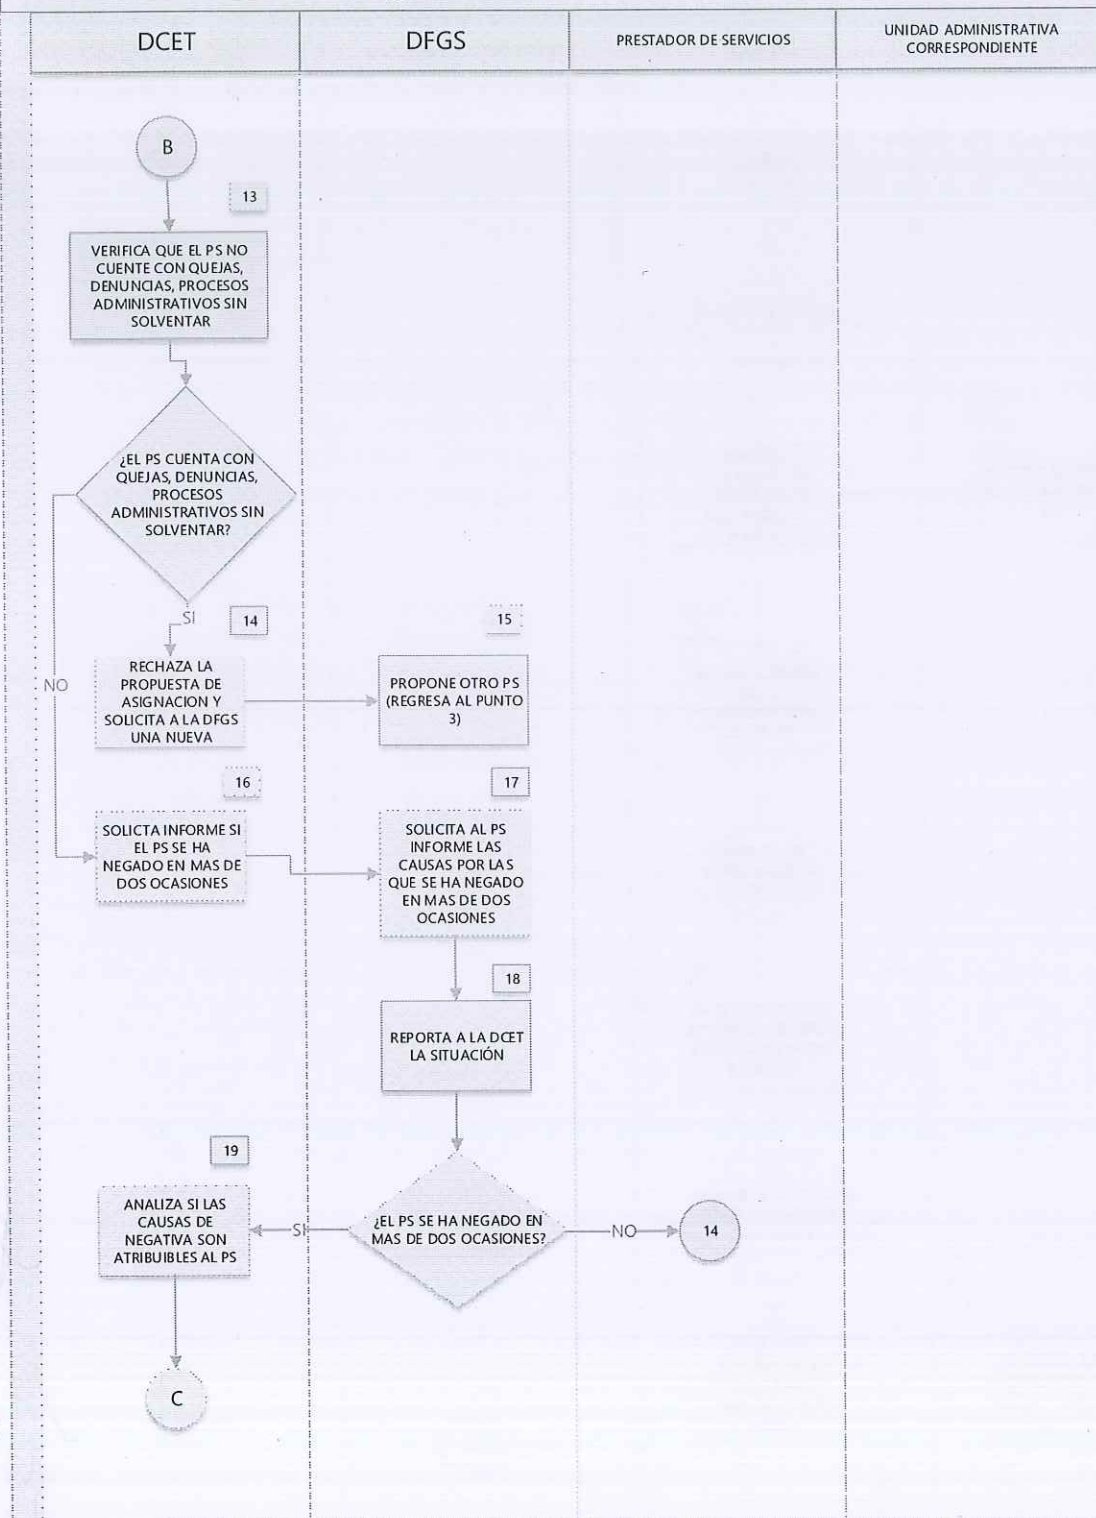 DCET
DFGS
PRESTADOR DE SERVICIOS
UNIDAD ADMINISTRATIVA
CORRESPONDIENTE
B
13
VERIFICA QUE EL PS NO
CUENTE CON QUEJAS,
DENUNCIAS, PROCESOS
ADMINISTRATIVOS SIN
SOLVENTAR
¿EL PS CUENTA CON
QUEJAS, DENUNCIAS,
PROCESOS
ADMINISTRATIVOS SIN
SOLVENTAR?
SI
NO
14
RECHAZA LA
PROPUESTA DE
ASIGNACION Y
SOLICITA A LA DFGS
UNA NUEVA
15
PROPONE OTRO PS
(REGRESA AL PUNTO
3)
16
SOLICTA INFORME SI
EL PS SE HA
NEGADO EN MAS DE
DOS OCASIONES
17
SOLICITA AL PS
INFORME LAS
CAUSAS POR LAS
QUE SE HA NEGADO
EN MAS DE DOS
OCASIONES
18
REPORTA A LA DCET
LA SITUACIÓN
¿EL PS SE HA NEGADO EN
MAS DE DOS OCASIONES?
SI
NO
14
19
ANALIZA SI LAS
CAUSAS DE
NEGATIVA SON
ATRIBUIBLES AL PS
C